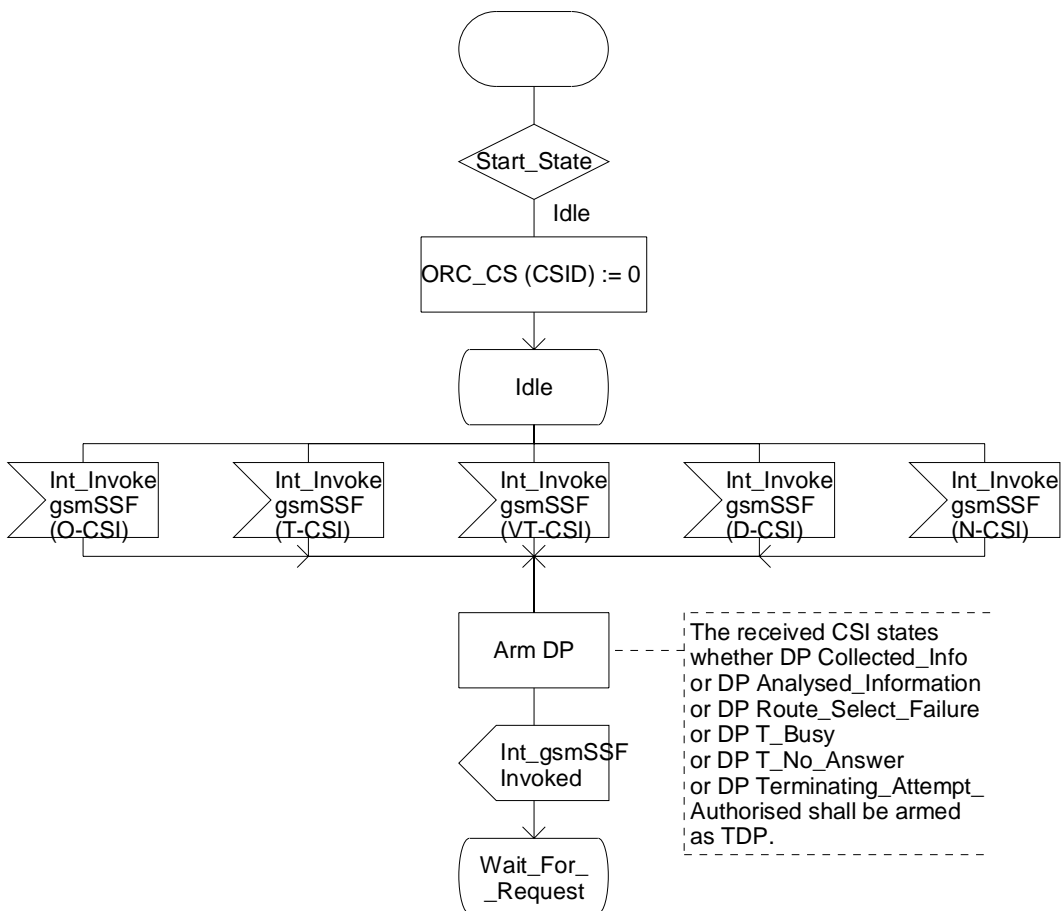 Start_State
Idle
ORC_CS (CSID) := 0
Idle
Int_Invoke
gsmSSF
(O-CSI)
Int_Invoke
gsmSSF
(T-CSI)
Int_Invoke
gsmSSF
(VT-CSI)
Int_Invoke
gsmSSF
(D-CSI)
Int_Invoke
gsmSSF
(N-CSI)
Arm DP
The received CSI states
whether DP Collected_Info
or DP Analysed_Information
or DP Route_Select_Failure
or DP T_Busy
or DP T_No_Answer
or DP Terminating_Attempt_
Authorised shall be armed
as TDP.
Int_gsmSSF
Invoked
Wait_For_
_Request